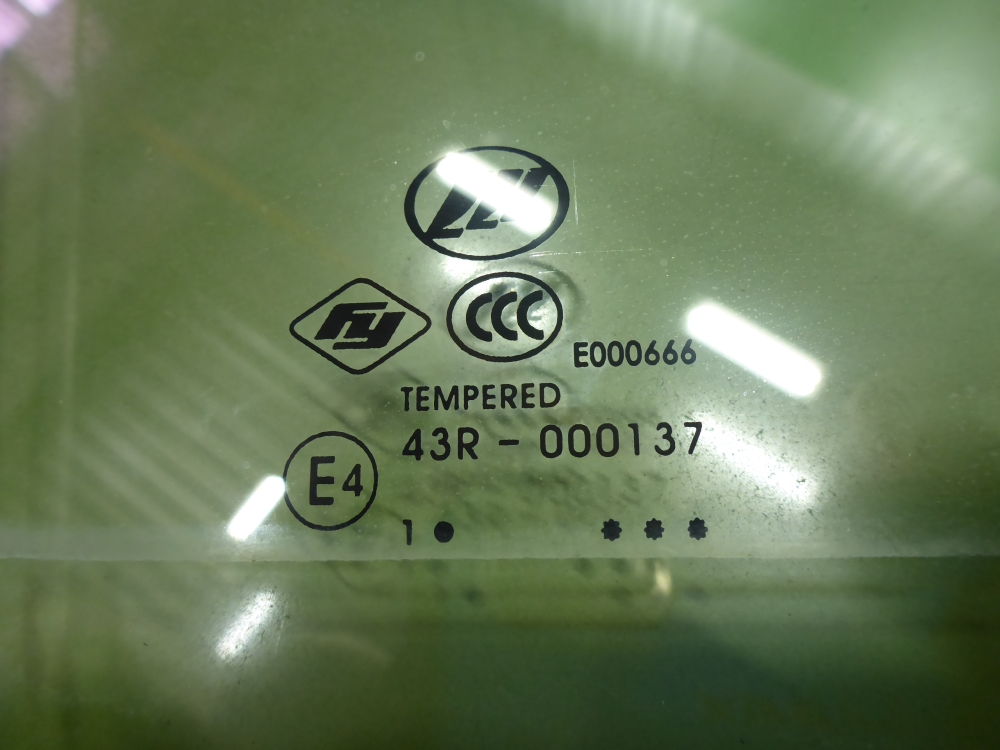 FY
CCC
E000666
TEMPERED
43R - 000137
E4
1 ● ***